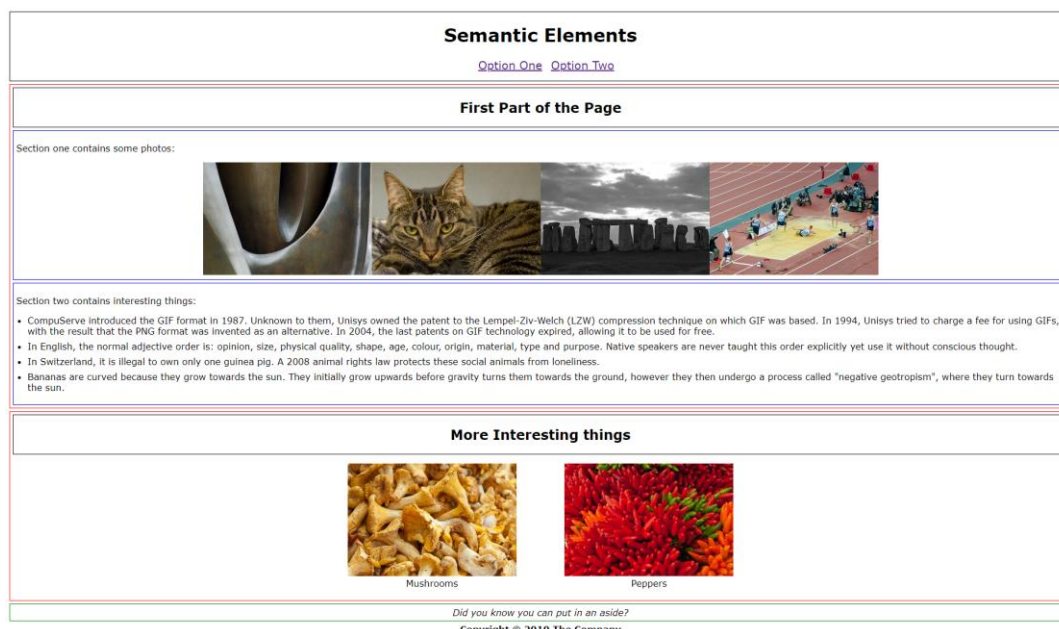 Semantic Elements
Option One Option Two
First Part of the Page
Section one contains some photos:
Section two contains interesting things:
• CompuServe introduced the GIF format in 1987. Unknown to them, Unisys owned the patent to the Lempel-Ziv-Welch (LZW) compression technique on which GIF was based. In 1994, Unisys tried to charge a fee for using GIFs,
with the result that the PNG format was invented as an alternative. In 2004, the last patents on GIF technology expired, allowing it to be used for free.
• In English, the normal adjective order is: opinion, size, physical quality, shape, age, colour, origin, material, type and purpose. Native speakers are never taught this order explicitly yet use it without conscious thought.
• In Switzerland, it is illegal to own only one guinea pig. A 2008 animal rights law protects these social animals from loneliness.
• Bananas are curved because they grow towards the sun. They initially grow upwards before gravity turns them towards the ground, however they then undergo a process called "negative geotropism", where they turn towards
the sun.
More Interesting things
Mushrooms Peppers
Did you know you can put in an aside?
Copyright © 2019 The Company